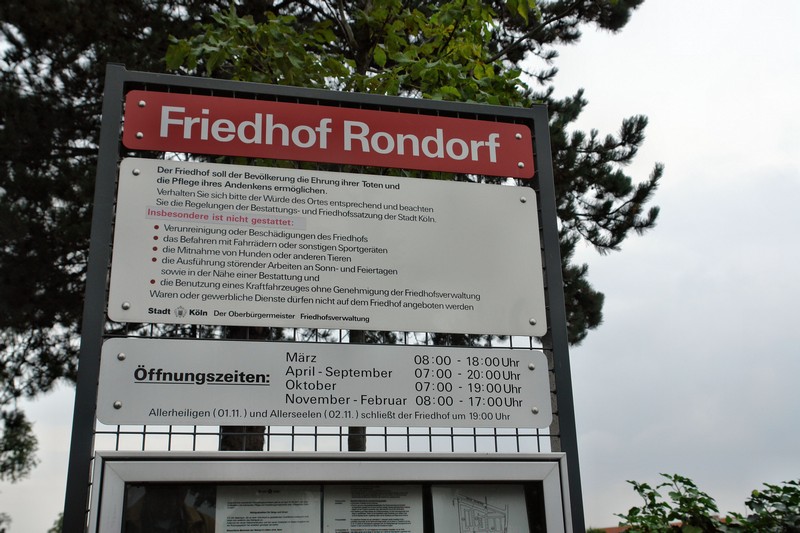 Friedhof Rondorf
Der Friedhof soll der Bevölkerung die Ehrung ihrer Toten und
die Pflege ihres Andenkens ermöglichen.
Verhalten Sie sich bitte der Würde des Ortes entsprechend und beachten
Sie die Regelungen der Bestattungs- und Friedhofssatzung der Stadt Köln.
Insbesondere ist nicht gestattet:
• Verunreinigung oder Beschädigungen des Friedhofs
• das Befahren mit Fahrrädern oder sonstigen Sportgeräten
• die Mitnahme von Hunden oder anderen Tieren
• die Ausführung störender Arbeiten an Sonn- und Feiertagen
sowie in der Nähe einer Bestattung und
• die Benutzung eines Kraftfahrzeuges ohne Genehmigung der Friedhofsverwaltung
Waren oder gewerbliche Dienste dürfen nicht auf dem Friedhof angeboten werden
Stadt Köln Der Oberbürgermeister Friedhofsverwaltung
Öffnungszeiten:
März 08:00 - 18:00 Uhr
April - September 07:00 - 20:00 Uhr
Oktober 07:00 - 19:00 Uhr
November - Februar 08:00 - 17:00 Uhr
Allerheiligen (01.11.) und Allerseelen (02.11.) schließt der Friedhof um 19:00 Uhr